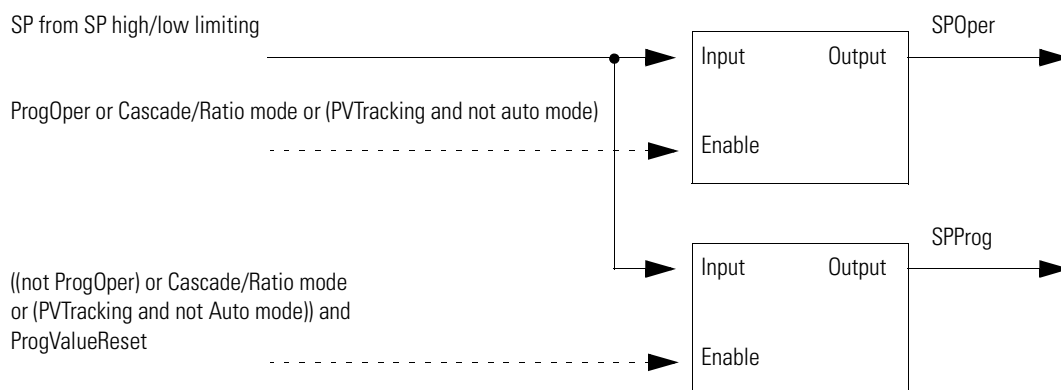 SP from SP high/low limiting
SPOper
Input
Output
ProgOper or Cascade/Ratio mode or (PVTracking and not auto mode)
Enable
SPProg
Input
Output
((not ProgOper) or Cascade/Ratio mode
or (PVTracking and not Auto mode)) and
ProgValueReset
Enable